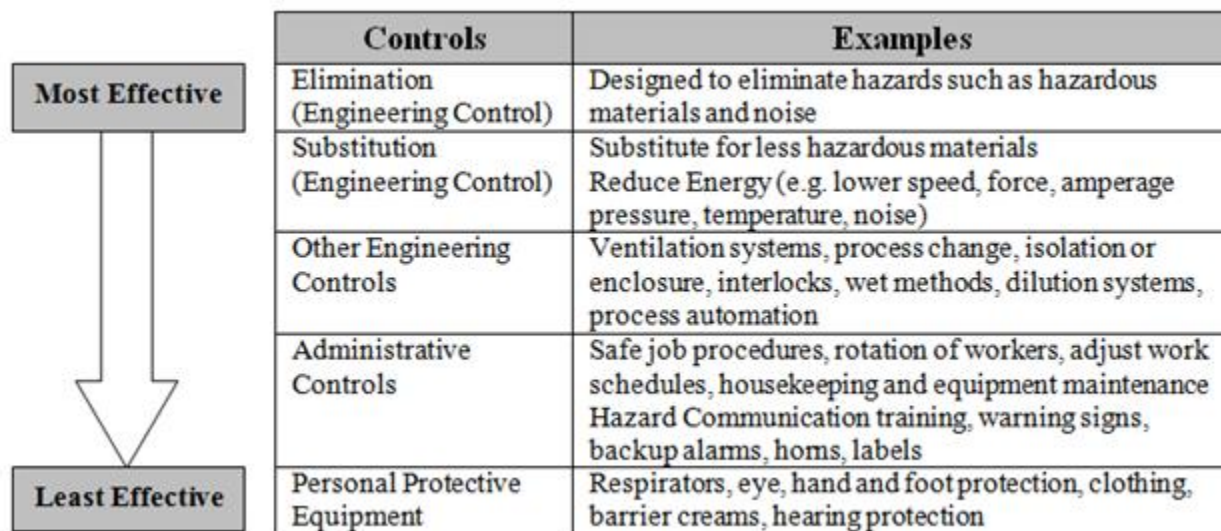 Controls
Examples
Most Effective
Elimination
(Engineering Control)
Designed to eliminate hazards such as hazardous
materials and noise
Substitution
(Engineering Control)
Substitute for less hazardous materials
Reduce Energy (e.g. lower speed, force, amperage
pressure, temperature, noise)
Other Engineering
Controls
Ventilation systems, process change, isolation or
enclosure, interlocks, wet methods, dilution systems,
process automation
Administrative
Controls
Safe job procedures, rotation of workers, adjust work
schedules, housekeeping and equipment maintenance
Hazard Communication training, warning signs,
backup alarms, horns, labels
Least Effective
Personal Protective
Equipment
Respirators, eye, hand and foot protection, clothing,
barrier creams, hearing protection